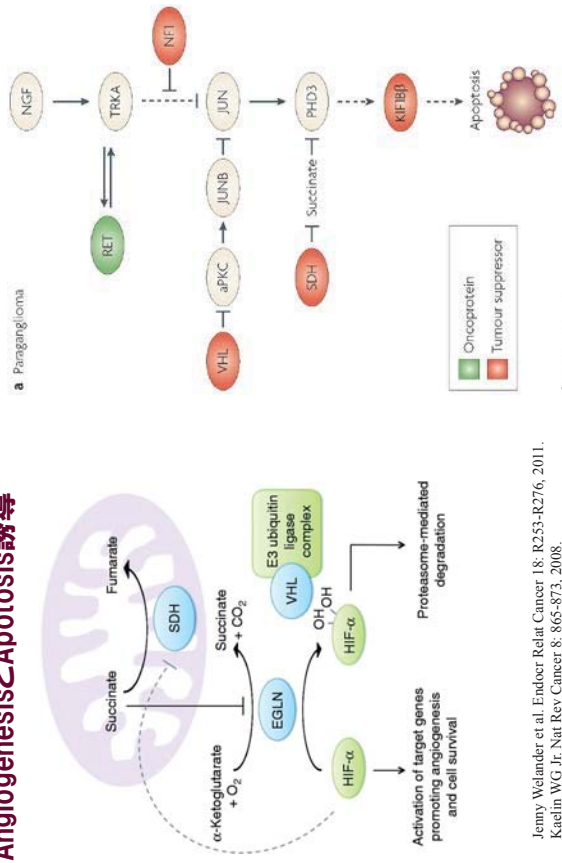 AngiogenesisとApotosis誘導
Succinate
Fumarate
SDH
α-Ketoglutarate
+ O2
Succinate
+ CO2
EGLN
E3 ubiquitin
ligase
complex
VHL
OH
OH
HIF-α
HIF-α
Activation of target genes
promoting angiogenesis
and cell survival
Proteasome-mediated
degradation
Jenny Welander et al. Endocr Relat Cancer 18: R253-R276, 2011.
Kaelin WG Jr. Nat Rev Cancer 8: 865-873, 2008.
a Paraganglioma
NGF
RET
TRKA
NF1
VHL
aPKC
JUNB
JUN
SDH
Succinate
PHD3
KIF1Bβ
Apoptosis
Oncoprotein
Tumour suppressor